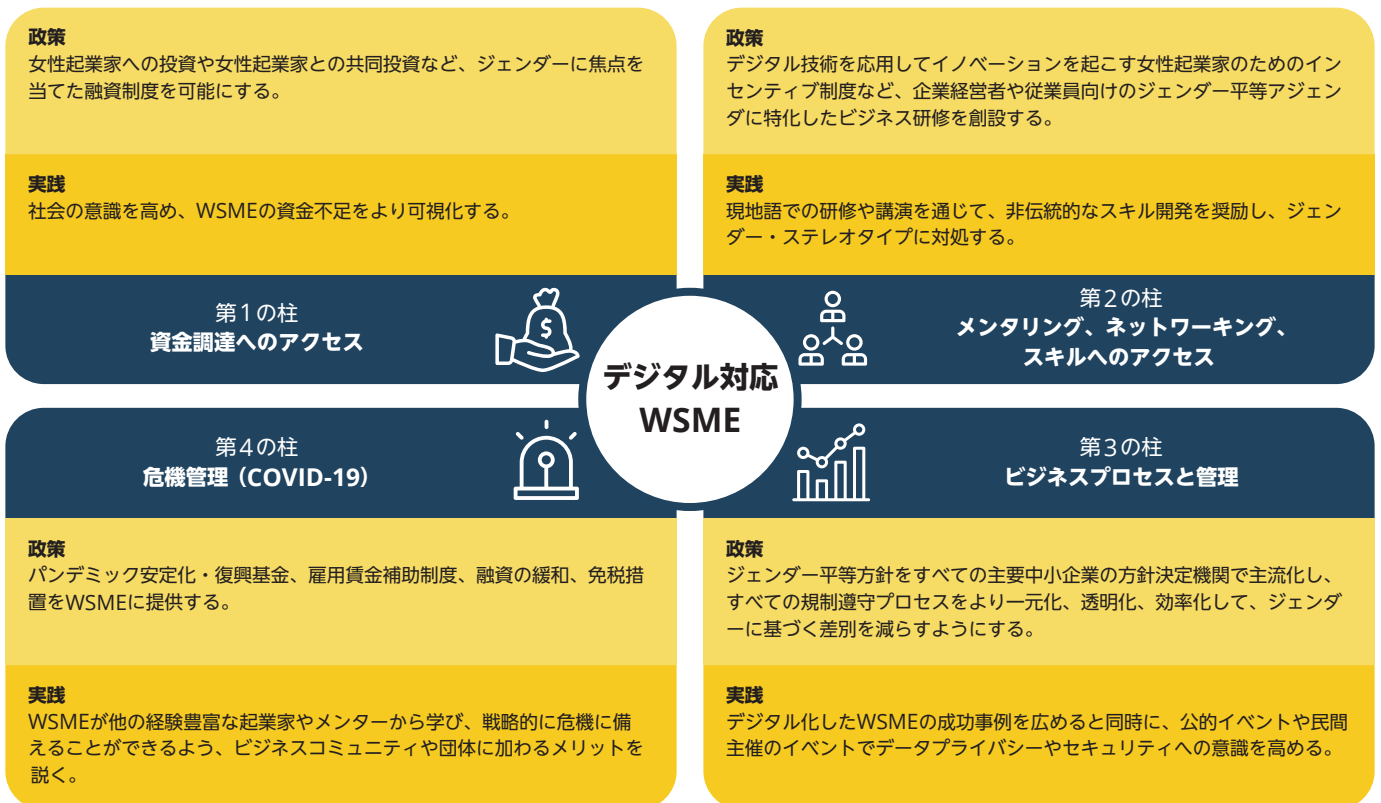 政策
女性起業家への投資や女性起業家との共同投資など、ジェンダーに焦点を
当てた融資制度を可能にする。
実践
社会の意識を高め、WSMEの資金不足をより可視化する。
第1の柱
資金調達へのアクセス
政策
デジタル技術を応用してイノベーションを起こす女性起業家のためのイン
センティブ制度など、企業経営者や従業員向けのジェンダー平等アジェン
ダに特化したビジネス研修を創設する。
実践
現地語での研修や講演を通じて、非伝統的なスキル開発を奨励し、ジェン
ダー・ステレオタイプに対処する。
第2の柱
メンタリング、ネットワーキング、
スキルへのアクセス
$
デジタル対応
WSME
第4の柱
危機管理（COVID-19）
政策
パンデミック安定化・復興基金、雇用賃金補助制度、融資の緩和、免税措
置をWSMEに提供する。
実践
WSMEが他の経験豊富な起業家やメンターから学び、戦略的に危機に備
えることができるよう、ビジネスコミュニティや団体に加わるメリットを
説く。
第3の柱
ビジネスプロセスと管理
政策
ジェンダー平等方針をすべての主要中小企業の方針決定機関で主流化し、
すべての規制遵守プロセスをより一元化、透明化、効率化して、ジェンダ
ーに基づく差別を減らすようにする。
実践
デジタル化したWSMEの成功事例を広めると同時に、公的イベントや民間
主催のイベントでデータプライバシーやセキュリティへの意識を高める。